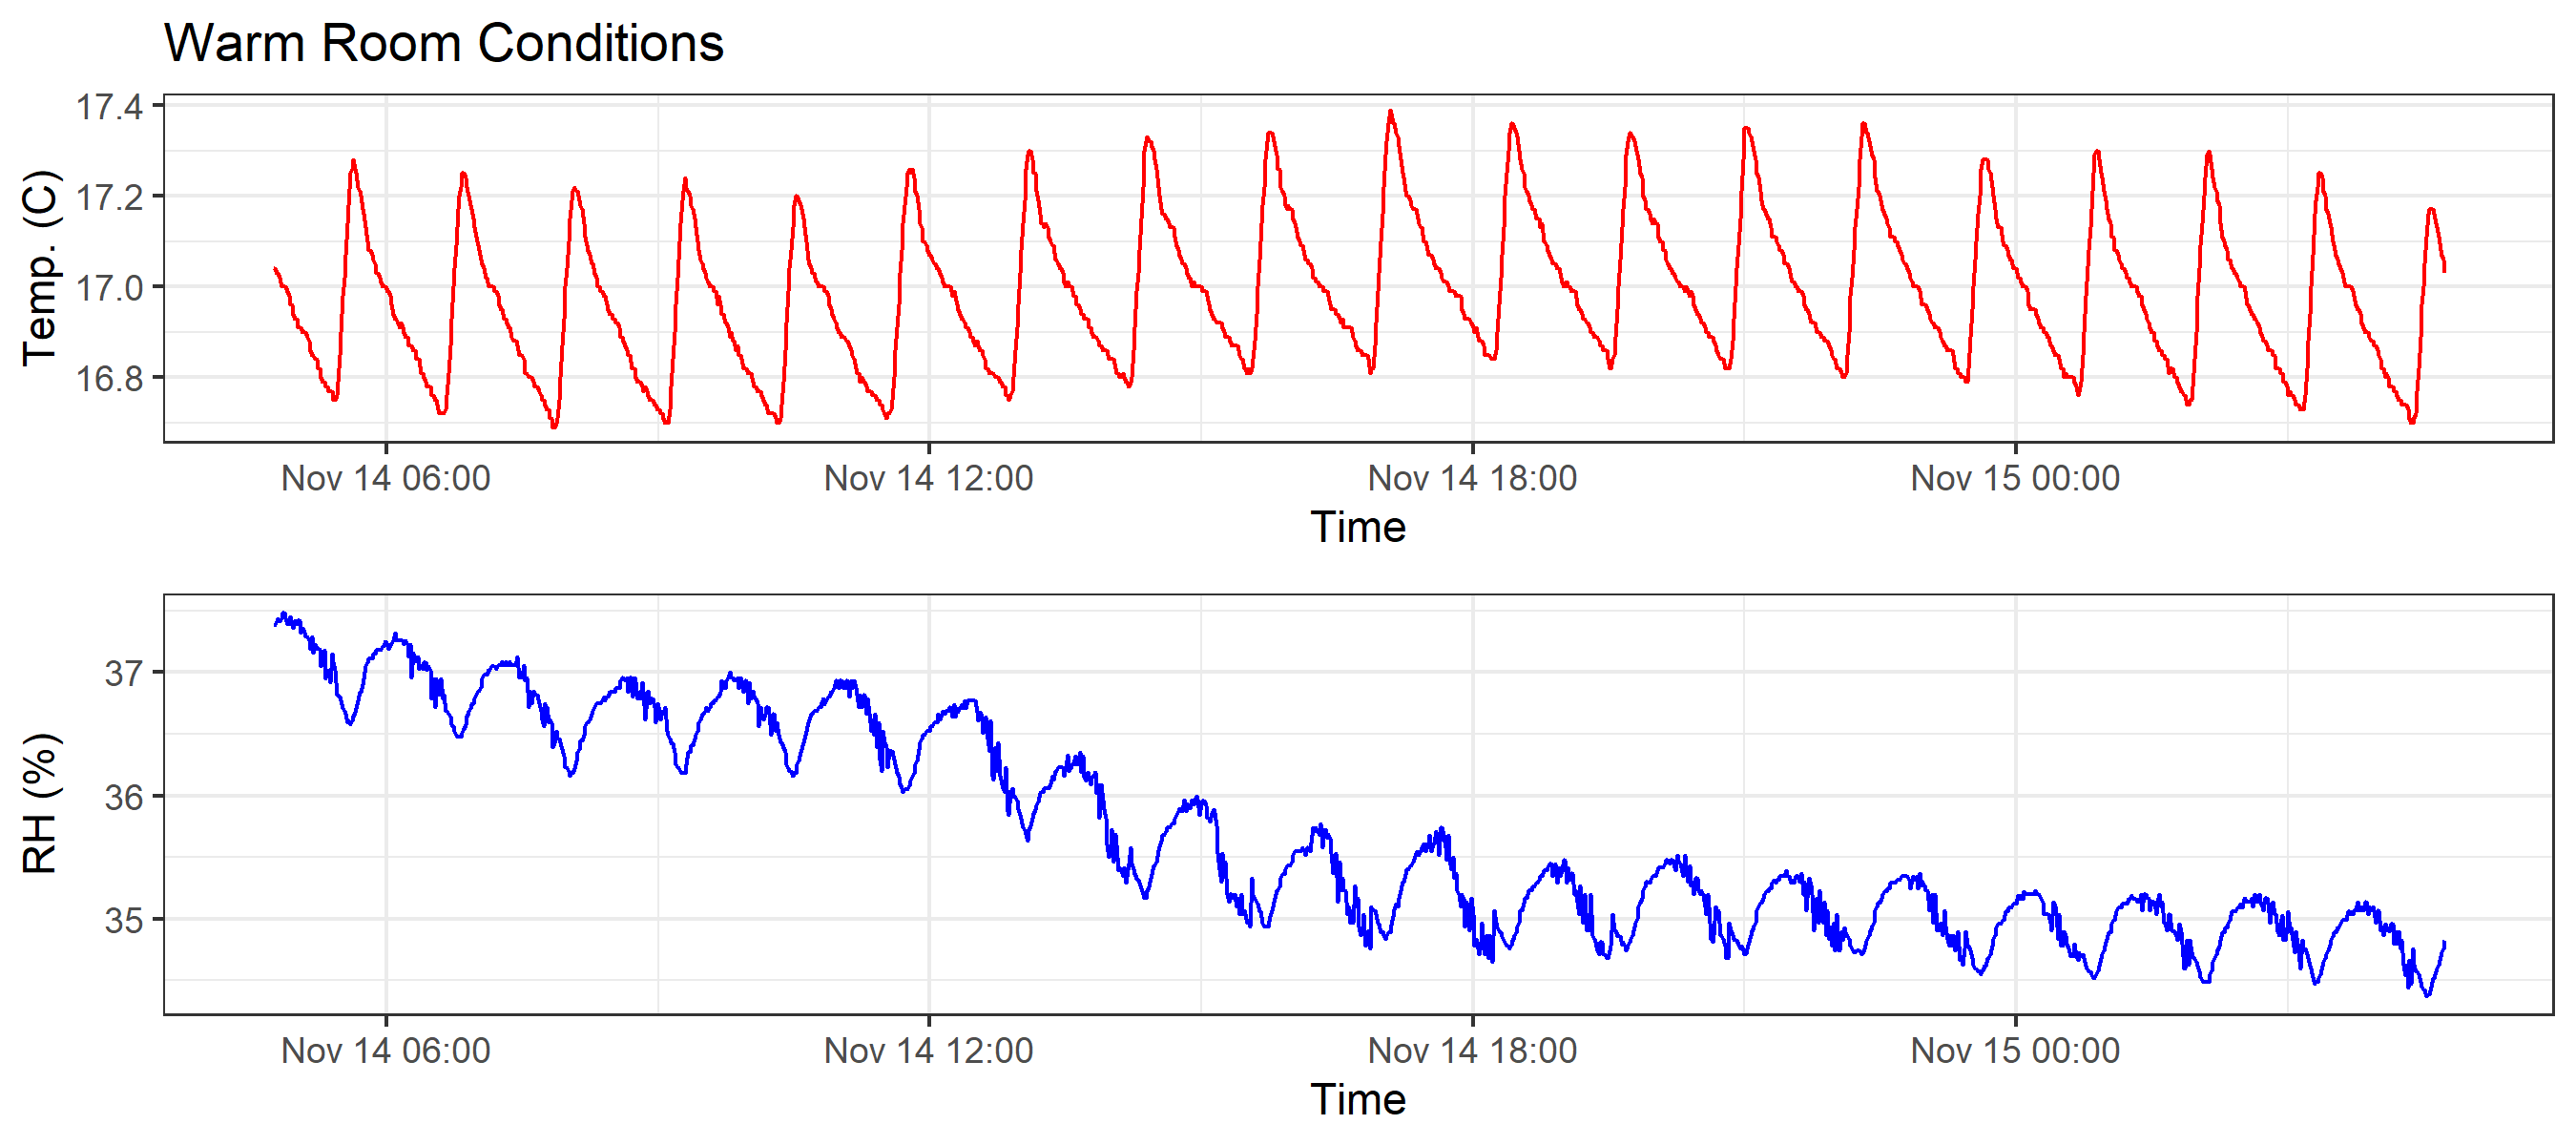 Warm Room Conditions
Temp. (C)
17.4
17.2
17.0
16.8
Nov 14 06:00 Nov 14 12:00 Nov 14 18:00 Nov 15 00:00
Time
RH (%)
37
36
35
Nov 14 06:00 Nov 14 12:00 Nov 14 18:00 Nov 15 00:00
Time